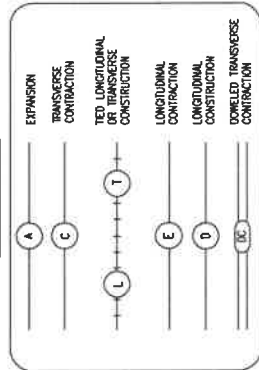 A
EXPANSION
C
TRANSVERSE
CONTRACTION
L
T
TIED LONGITUDINAL
OR TRANSVERSE
CONSTRUCTION
E
LONGITUDINAL
CONTRACTION
D
LONGITUDINAL
CONSTRUCTION
DC
DOWELED TRANSVERSE
CONTRACTION